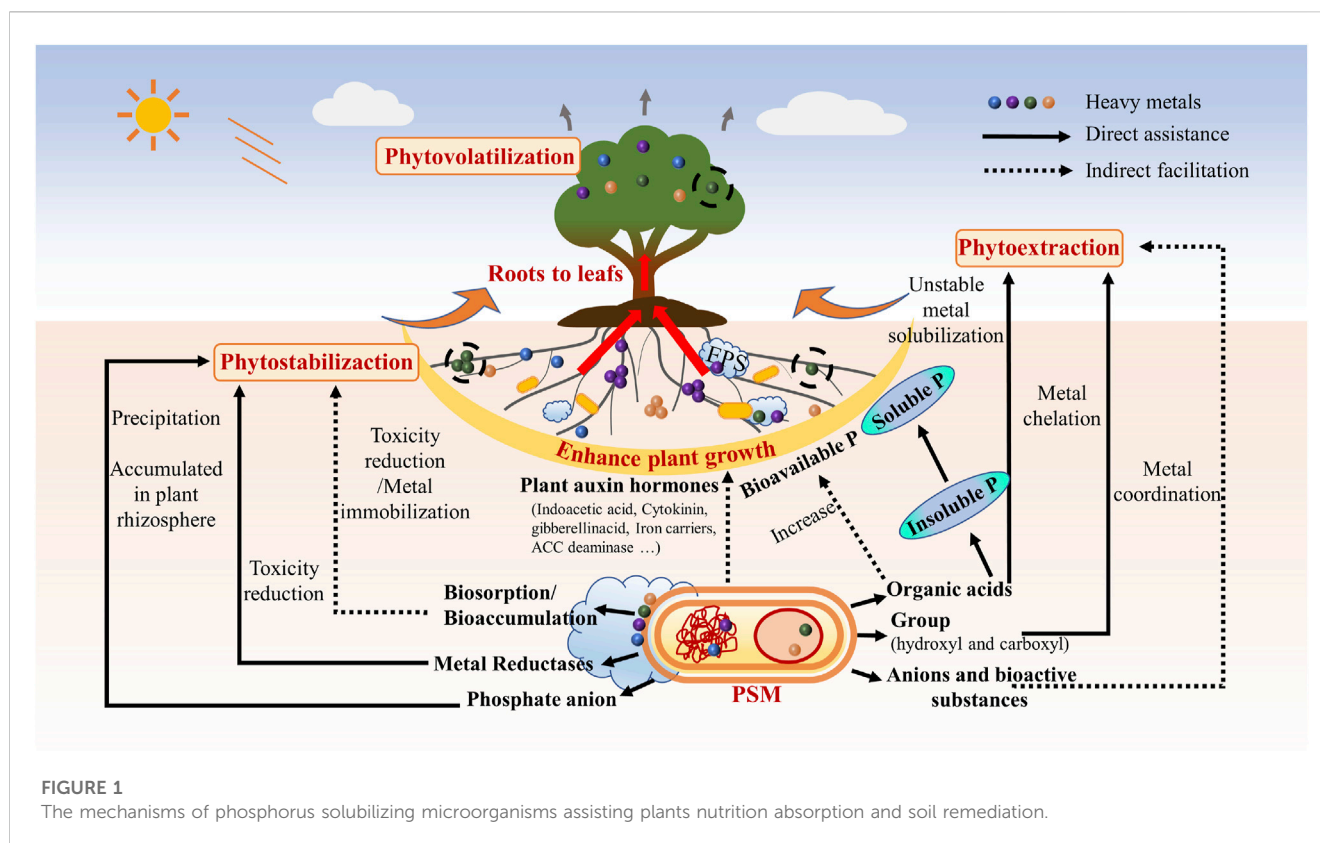 Heavy metals
Direct assistance
Indirect facilitation
Phytovolatilization
Phytoextraction
Roots to leafs
Unstable
metal
solubilization
Phytostabilizaction
EPS
Precipitation
Accumulated
in plant
rhizosphere
Toxicity
reduction
/Metal
immobilization
Toxicity
reduction
Enhance plant growth
Plant auxin hormones
(Indoacetic acid, Cytokinin,
gibberellinacid, Iron carriers,
ACC deaminase ...)
Bioavailable P
Soluble P
Insoluble P
Increase
Metal
chelation
Metal
coordination
Biosorption/
Bioaccumulation
Metal Reductases
Phosphate anion
PSM
Organic acids
Group
(hydroxyl and carboxyl)
Anions and bioactive
substances
FIGURE 1
The mechanisms of phosphorus solubilizing microorganisms assisting plants nutrition absorption and soil remediation.